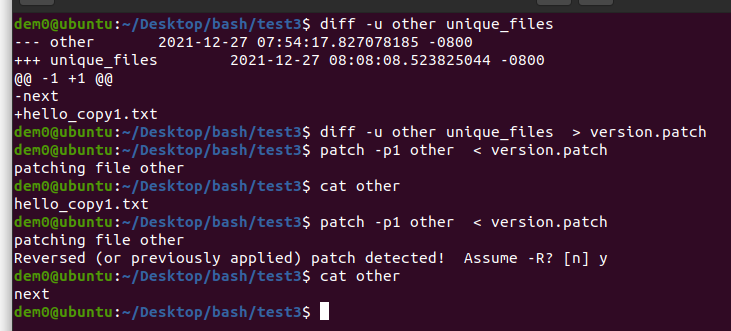 dem0@ubuntu:~/Desktop/bash/test3$ diff -u other unique_files
--- other       2021-12-27 07:54:17.827078185 -0800
+++ unique_files        2021-12-27 08:08:08.523825044 -0800
@@ -1 +1 @@
-next
+hello_copy1.txt
dem0@ubuntu:~/Desktop/bash/test3$ diff -u other unique_files  > version.patch
dem0@ubuntu:~/Desktop/bash/test3$ patch -p1 other  < version.patch
patching file other
dem0@ubuntu:~/Desktop/bash/test3$ cat other
hello_copy1.txt
dem0@ubuntu:~/Desktop/bash/test3$ patch -p1 other  < version.patch
patching file other
Reversed (or previously applied) patch detected!  Assume -R? [n] y
dem0@ubuntu:~/Desktop/bash/test3$ cat other
next
dem0@ubuntu:~/Desktop/bash/test3$